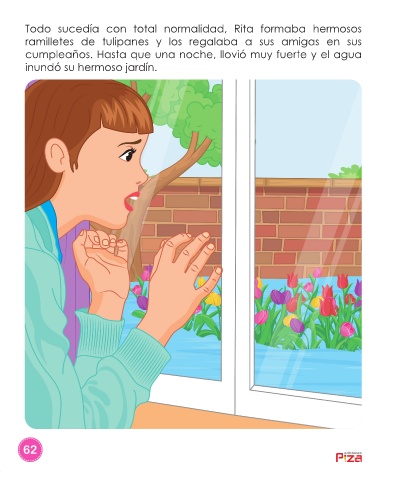 Todo sucedía con total normalidad, Rita formaba hermosos
ramilletes de tulipanes y los regalaba a sus amigas en sus
cumpleaños. Hasta que una noche, llovió muy fuerte y el agua
inundó su hermoso jardín.
62
Piza